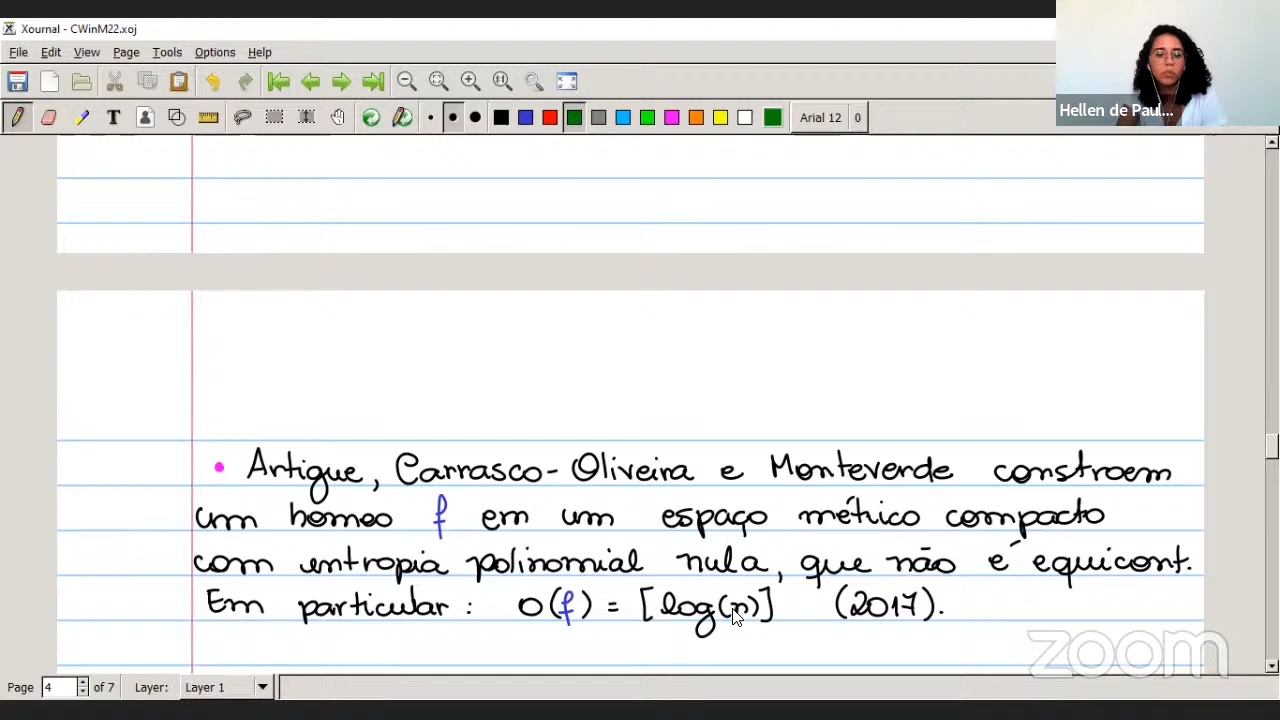 Xournal - CWinM22.xoj
File Edit View Page Tools Options Help
Arial 12 0
Hellen de Paul...
• Artigue, Carrasco-Oliveira e Monteverde constroem
um homeo f em um espaço métrico compacto
com entropia polinomial nula, que não é equicont.
Em particular : O(f) = [log(n)] (2017).
zoom
Page 4 of 7 Layer: Layer 1